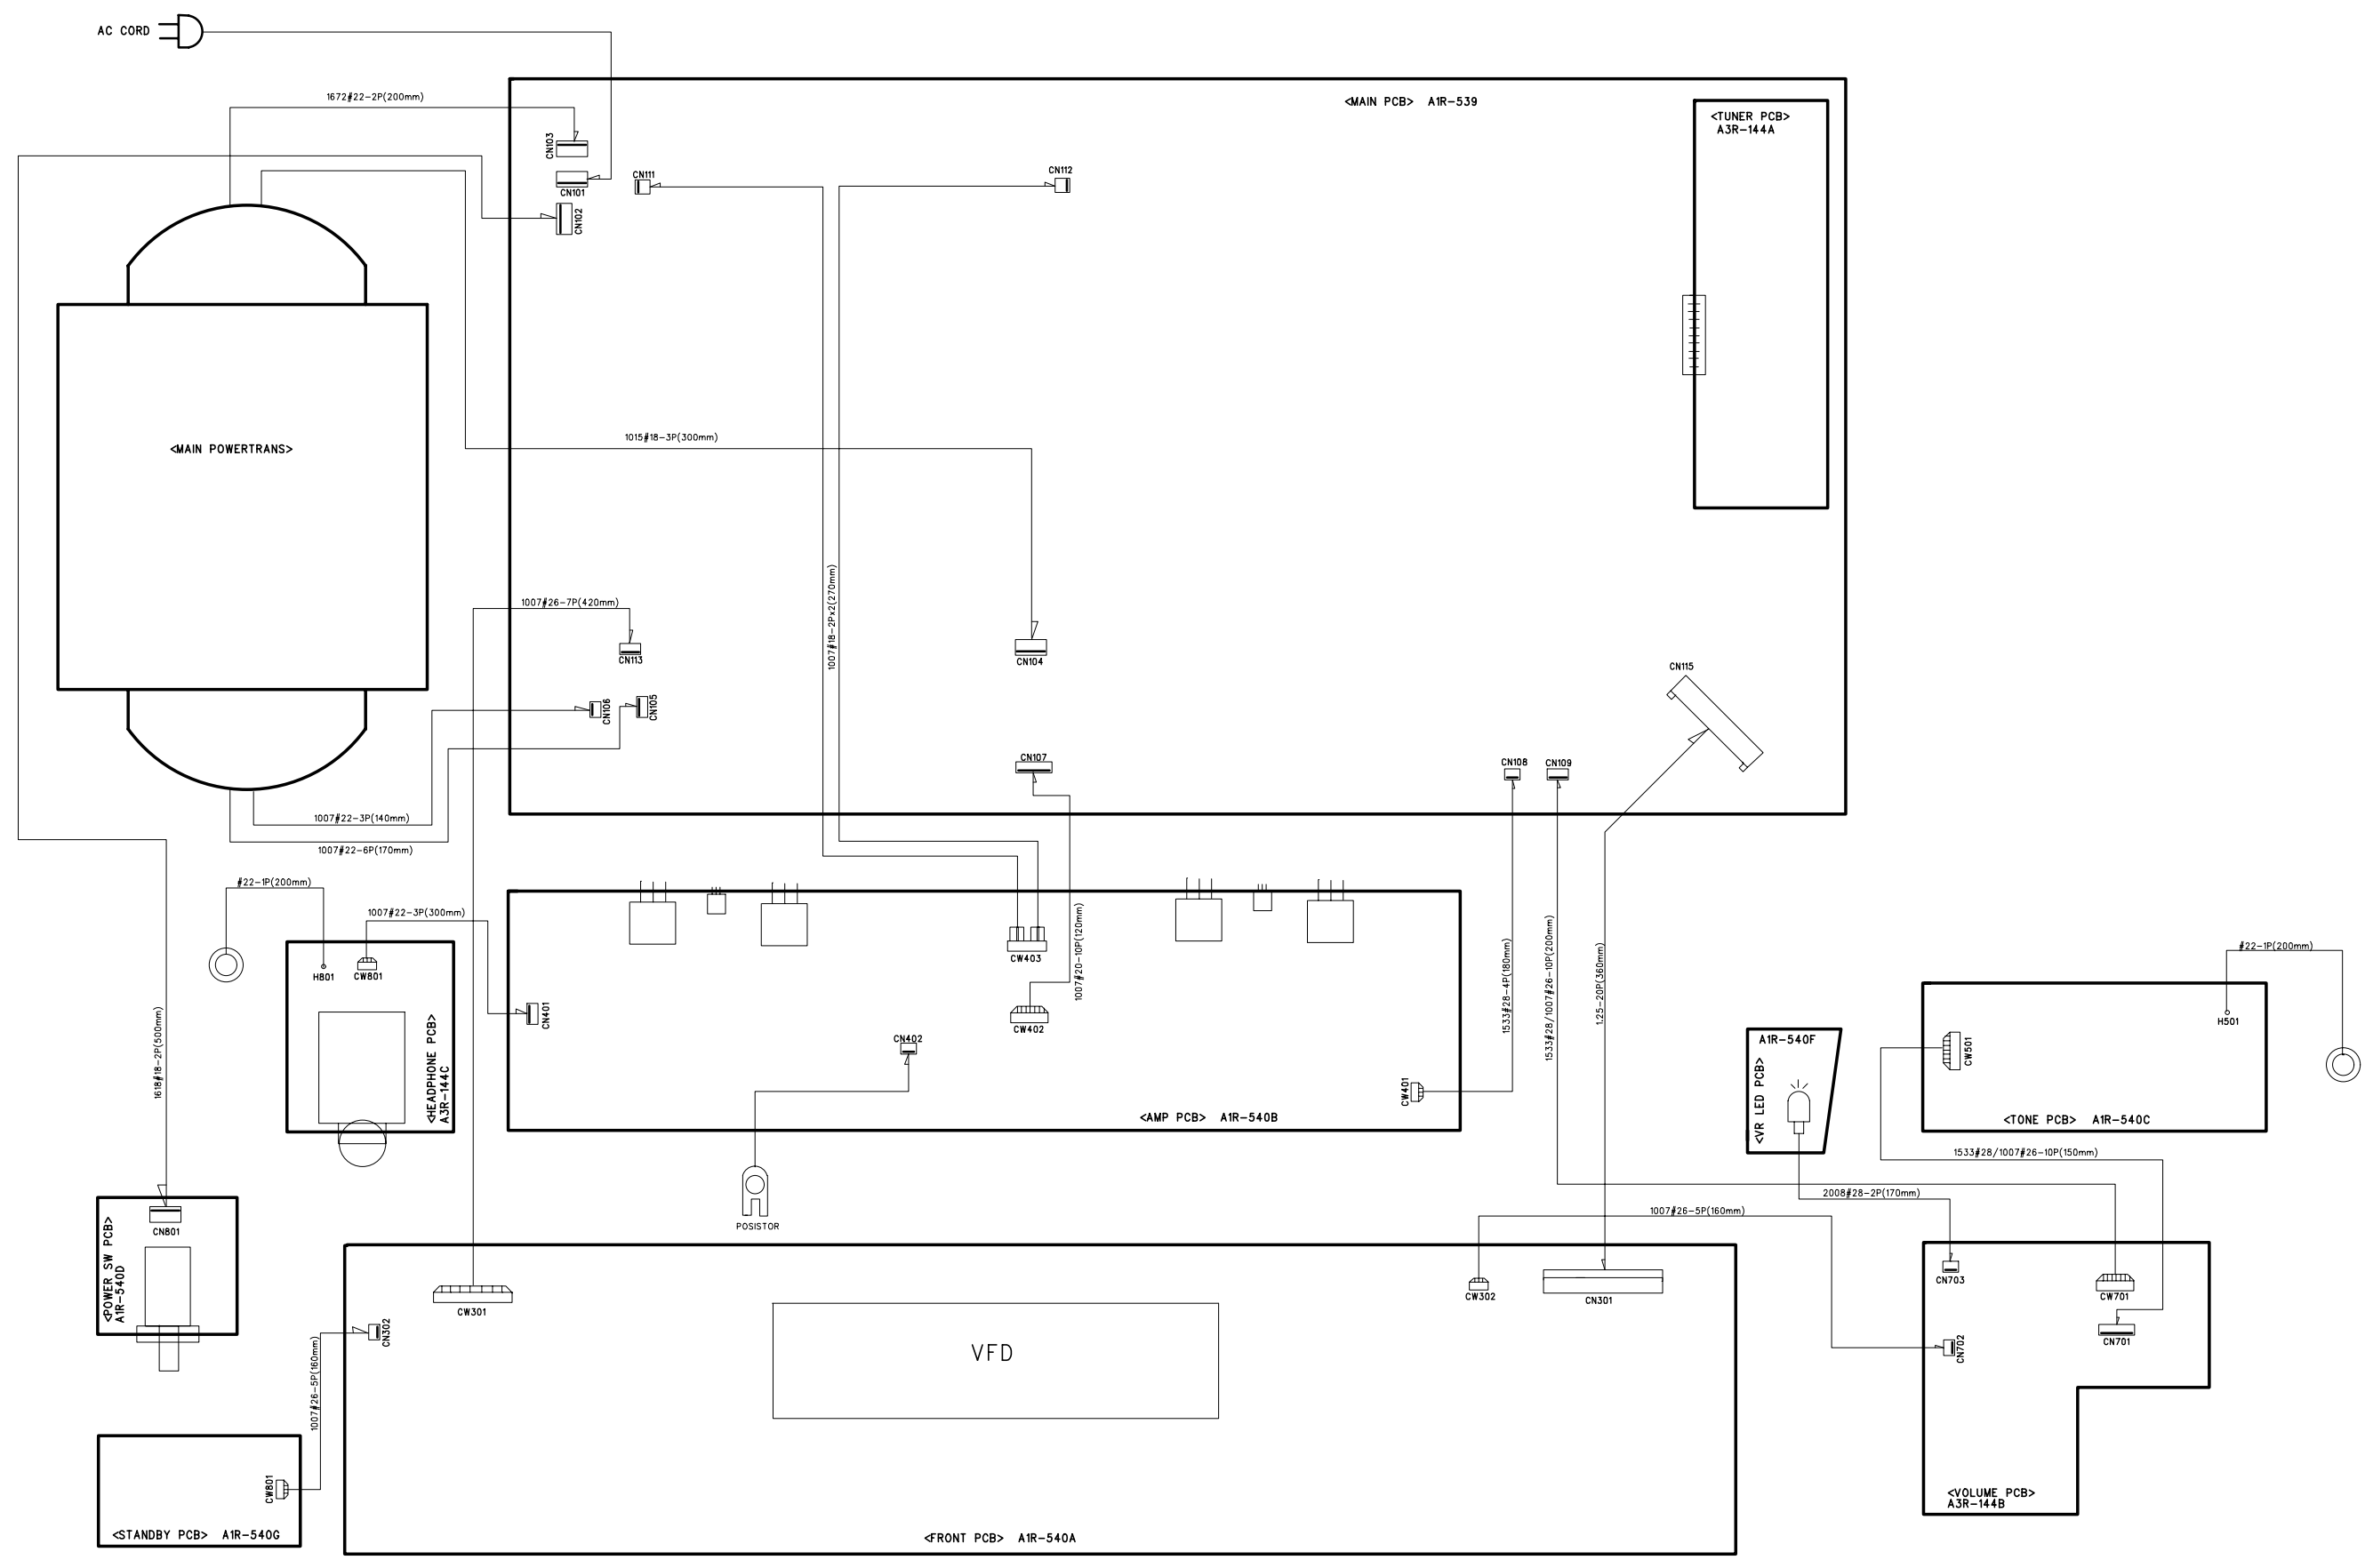 AC CORD
1672#22-2P(200mm)
<MAIN PCB> A1R-539
<TUNER PCB>
A3R-144A
CN103
CN101
CN102
CN111
CN112
<MAIN POWERTRANS>
1015#18-3P(300mm)
1007#18-2Px2(270mm)
1007#26-7P(420mm)
CN113
CN104
CN115
CN106
CN105
CN107
CN108
CN109
1007#22-3P(140mm)
1007#22-6P(170mm)
#22-1P(200mm)
1007#22-3P(300mm)
H801
CW801
<HEADPHONE PCB>
A3R-144C
CN401
CW403
CW402
CN402
CW401
1007#20-10P(120mm)
1533#28-4P(180mm)
1533#28/1007#26-10P(200mm)
1.25-20P(360mm)
<AMP PCB> A1R-540B
POSISTOR
#22-1P(200mm)
H501
CW501
<TONE PCB> A1R-540C
A1R-540F
<VR LED PCB>
1533#28/1007#26-10P(150mm)
2008#28-2P(170mm)
1007#26-5P(160mm)
1618#18-2P(500mm)
CN801
<POWER SW PCB>
A1R-540D
CW301
CN302
1007#26-5P(160mm)
VFD
CW302
CN301
CN703
CW701
CN701
CN702
<VOLUME PCB>
A3R-144B
CW801
<STANDBY PCB> A1R-540G
<FRONT PCB> A1R-540A